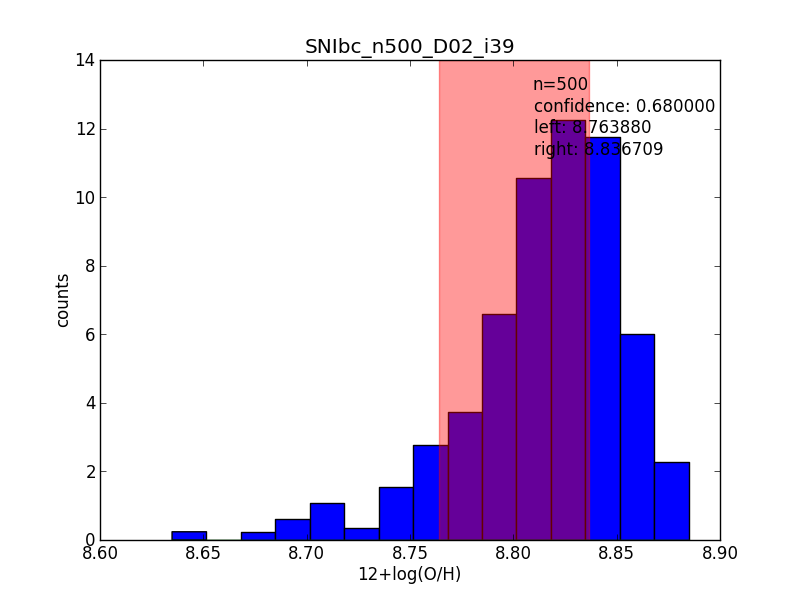 SNIbc_n500_D02_i39
n=500
confidence: 0.680000
left: 8.763880
right: 8.836709
counts
14
12
10
8
6
4
2
0
8.60 8.65 8.70 8.75 8.80 8.85 8.90
12+log(O/H)